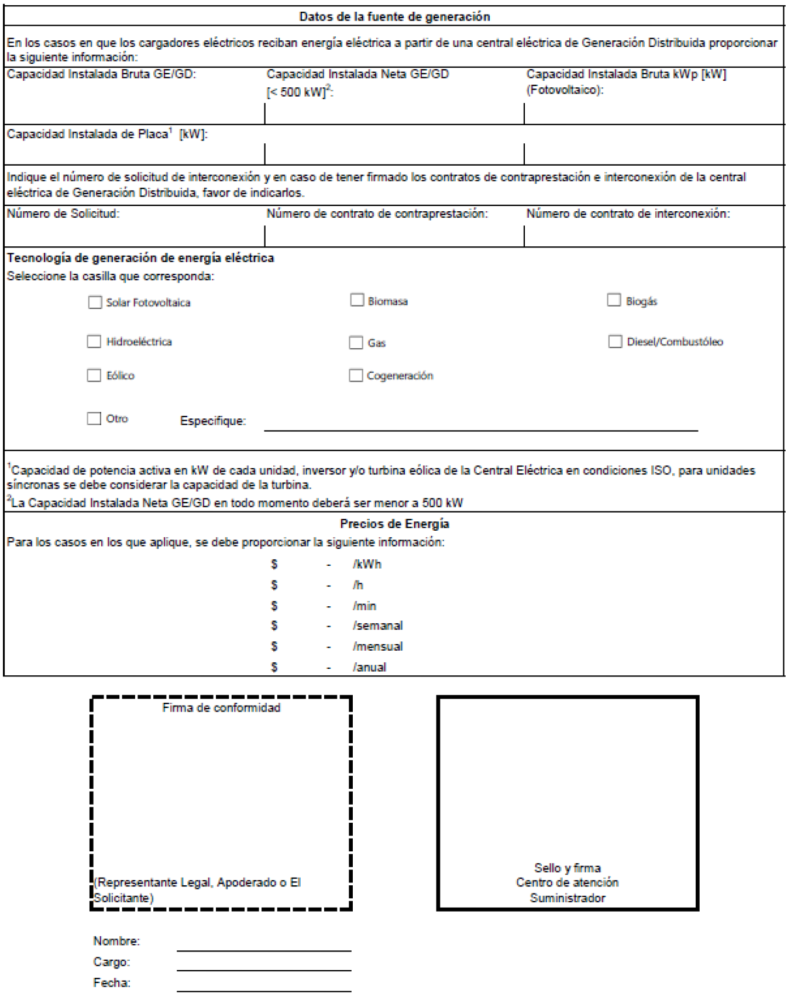 Datos de la fuente de generación
En los casos en que los cargadores eléctricos reciban energía eléctrica a partir de una central eléctrica de Generación Distribuida proporcionar
la siguiente información:
Capacidad Instalada Bruta GE/GD: Capacidad Instalada Neta GE/GD Capacidad Instalada Bruta kWp [kW]
[< 500 kW]²: (Fotovoltaico):
Capacidad Instalada de Placa¹ [kW]:
Indique el número de solicitud de interconexión y en caso de tener firmado los contratos de contraprestación e interconexión de la central
eléctrica de Generación Distribuida, favor de indicarlos.
Número de Solicitud: Número de contrato de contraprestación: Número de contrato de interconexión:
Tecnología de generación de energía eléctrica
Seleccione la casilla que corresponda:
Solar Fotovoltaica Biomasa Biogás
Hidroeléctrica Gas Diesel/Combustóleo
Eólico Cogeneración
Otro Especifique:
¹Capacidad de potencia activa en kW de cada unidad, inversor y/o turbina eólica de la Central Eléctrica en condiciones ISO, para unidades
síncronas se debe considerar la capacidad de la turbina.
²La Capacidad Instalada Neta GE/GD en todo momento deberá ser menor a 500 kW
Precios de Energía
Para los casos en los que aplique, se debe proporcionar la siguiente información:
$ - /kWh
$ - /h
$ - /min
$ - /semanal
$ - /mensual
$ - /anual
Firma de conformidad
(Representante Legal, Apoderado o El
Solicitante)
Sello y firma
Centro de atención
Suministrador
Nombre:
Cargo:
Fecha: